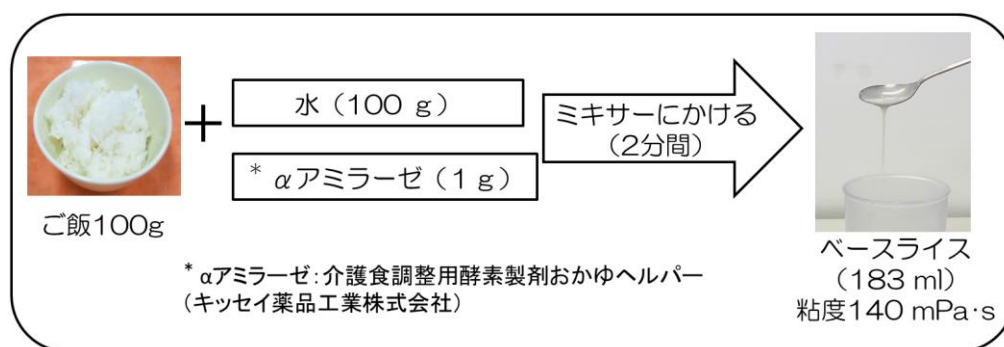 ご飯100g
+
水（100 g）
* αアミラーゼ（1 g）
ミキサーにかける
（2分間）
ベースライス
（183 ml）
粘度140 mPa·s
* αアミラーゼ：介護食調整用酵素製剤おかゆヘルパー
（キッセイ薬品工業株式会社）